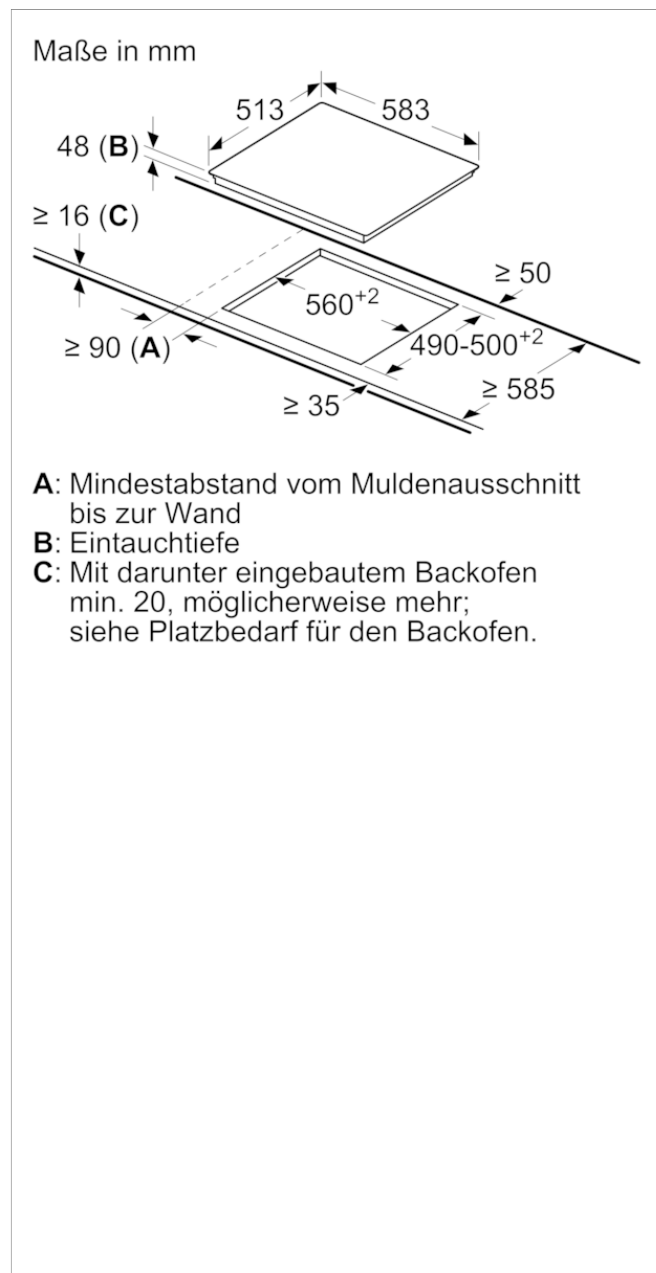 Maße in mm
513
583
48 (B)
≥ 16 (C)
≥ 50
560+2
≥ 90 (A)
490-500+2
≥ 585
≥ 35
A: Mindestabstand vom Muldenausschnitt
bis zur Wand
B: Eintauchtiefe
C: Mit darunter eingebautem Backofen
min. 20, möglicherweise mehr;
siehe Platzbedarf für den Backofen.